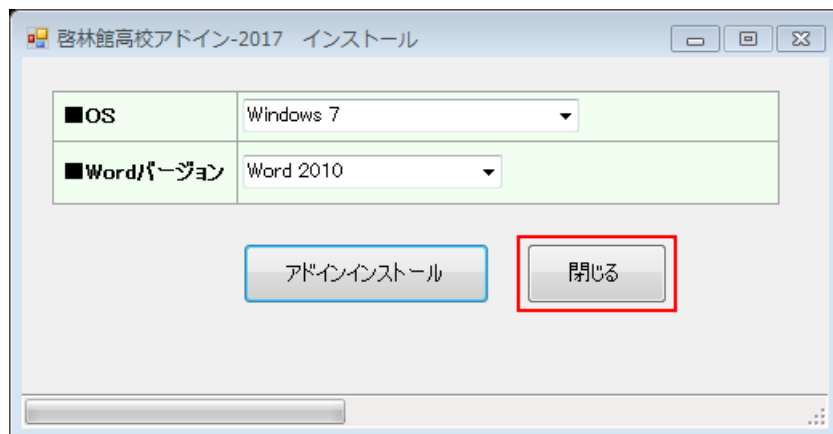 啓林館高校アドイン-2017　インストール
■OS
Windows 7
■Wordバージョン
Word 2010
アドインインストール
閉じる